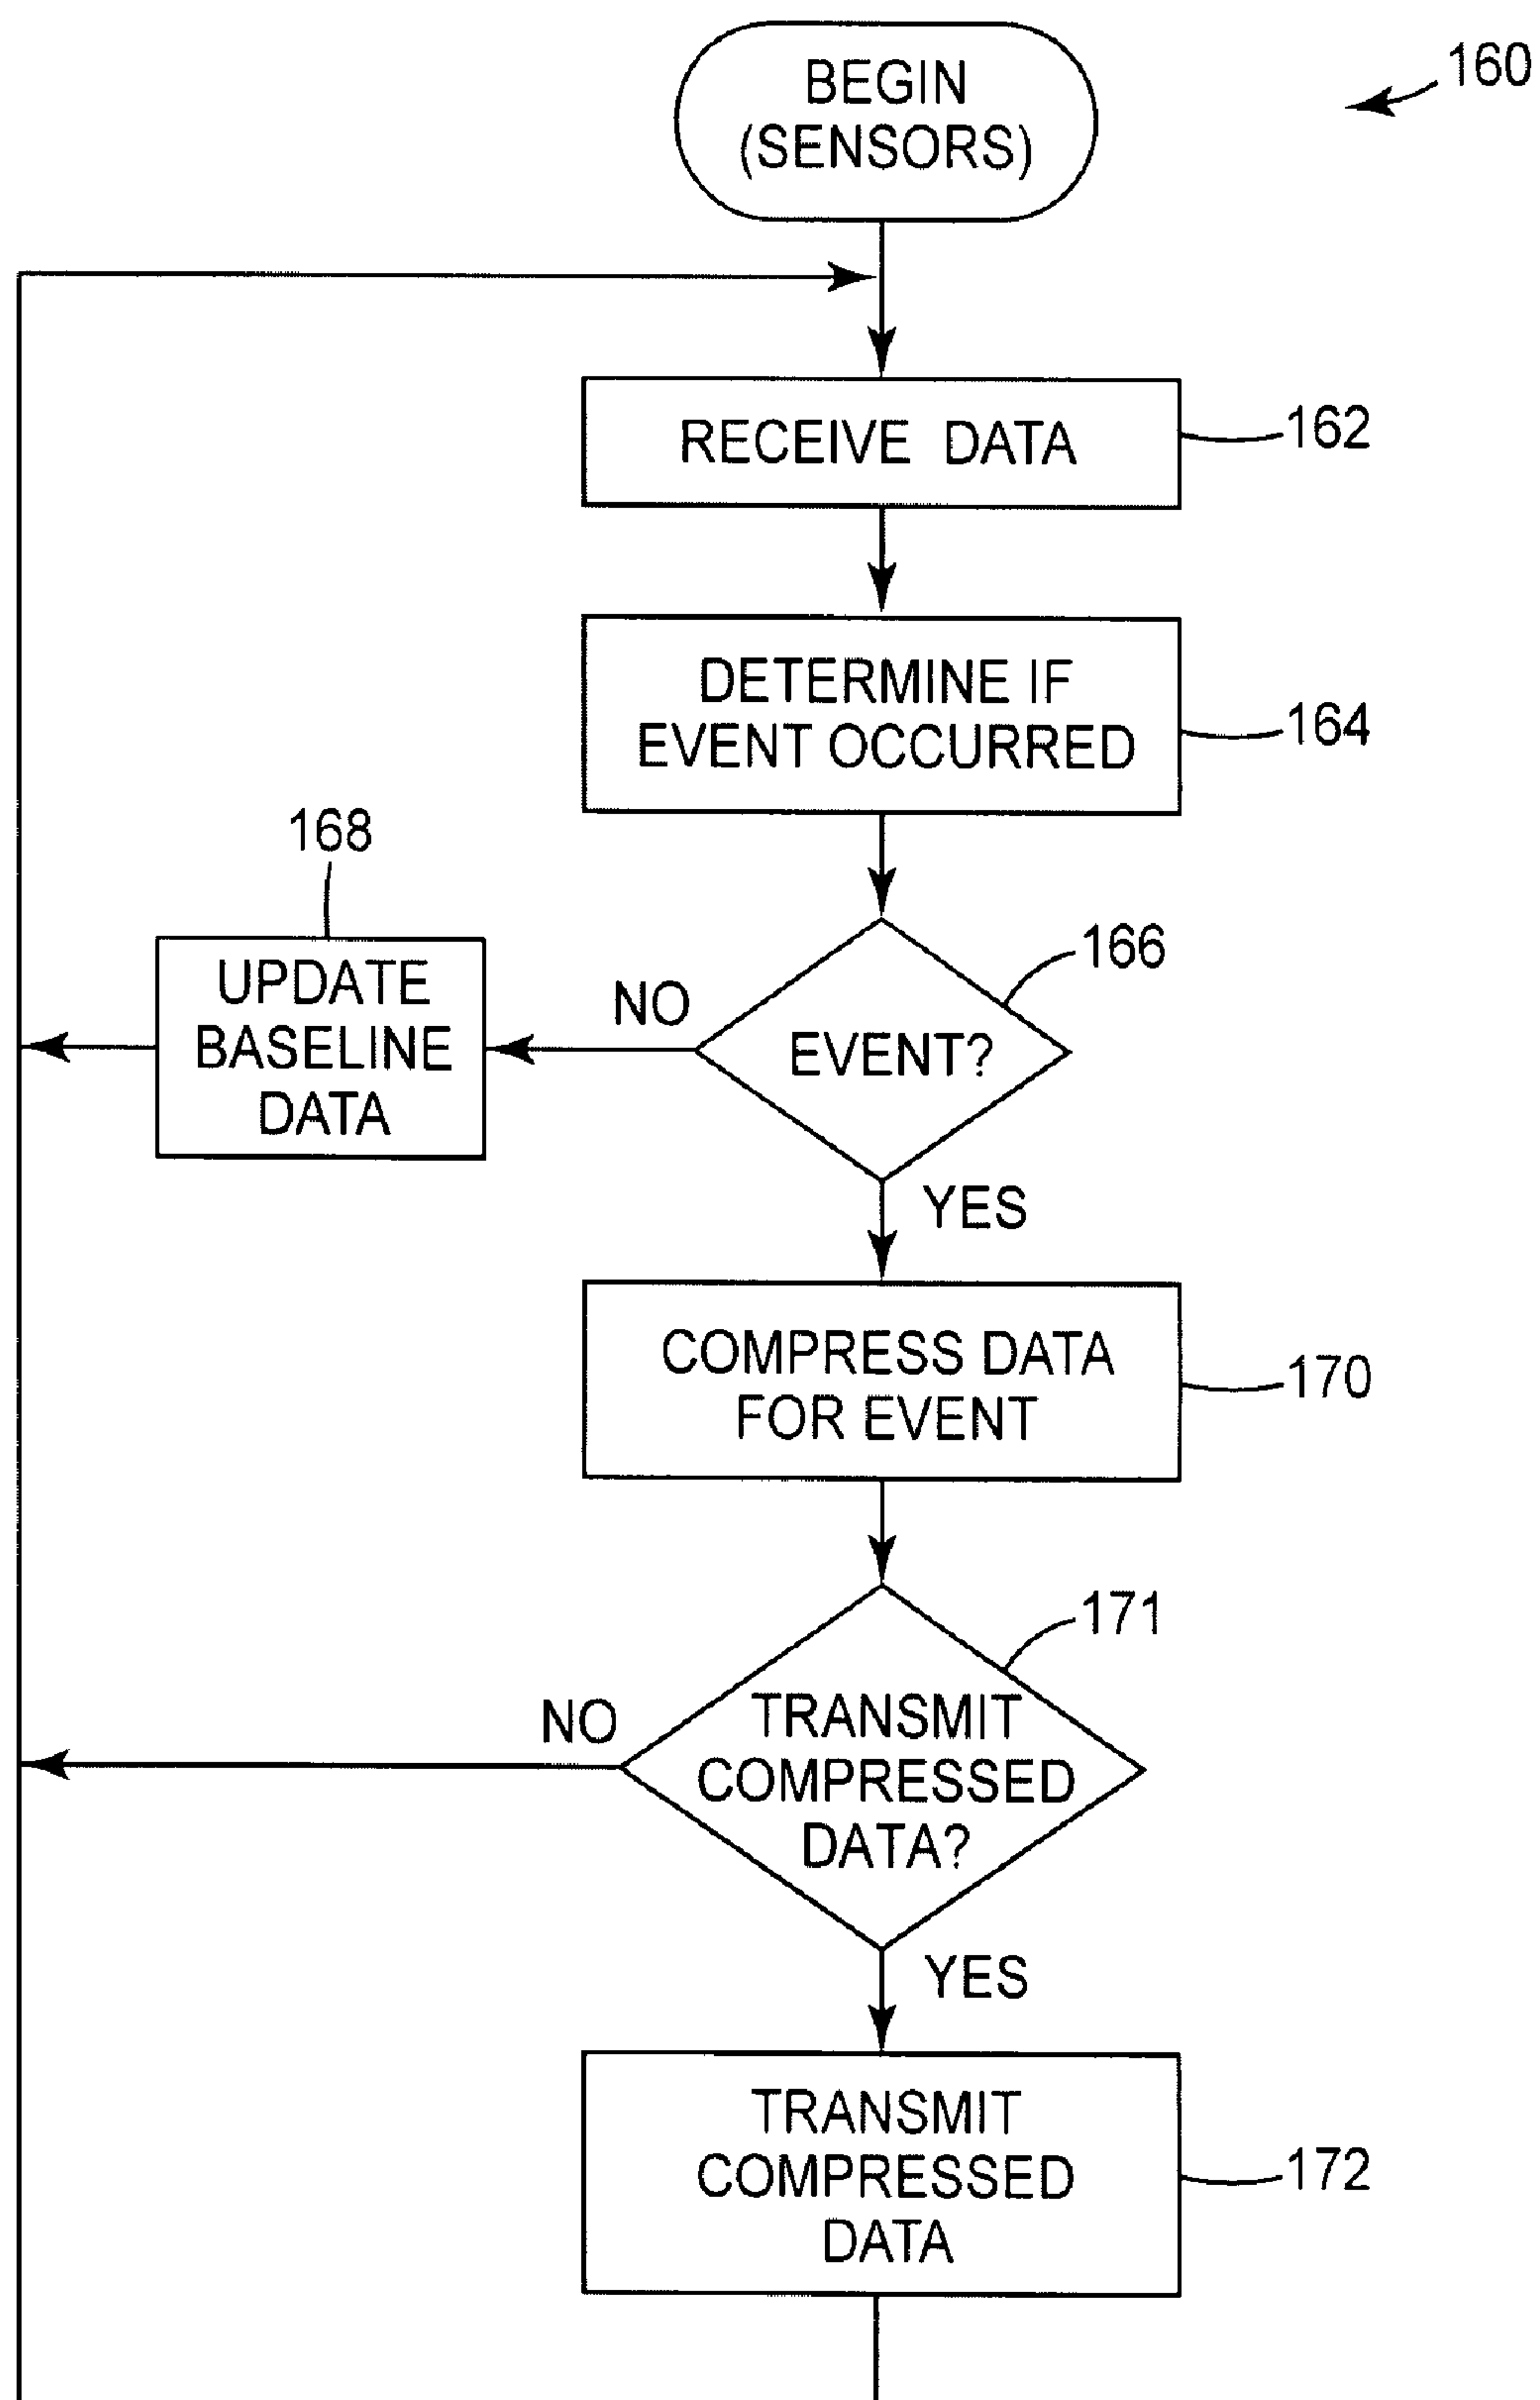 BEGIN
(SENSORS)
160
RECEIVE DATA
162
DETERMINE IF
EVENT OCCURRED
164
168
UPDATE
BASELINE
DATA
NO
166
EVENT?
YES
COMPRESS DATA
FOR EVENT
170
171
NO
TRANSMIT
COMPRESSED
DATA?
YES
TRANSMIT
COMPRESSED
DATA
172